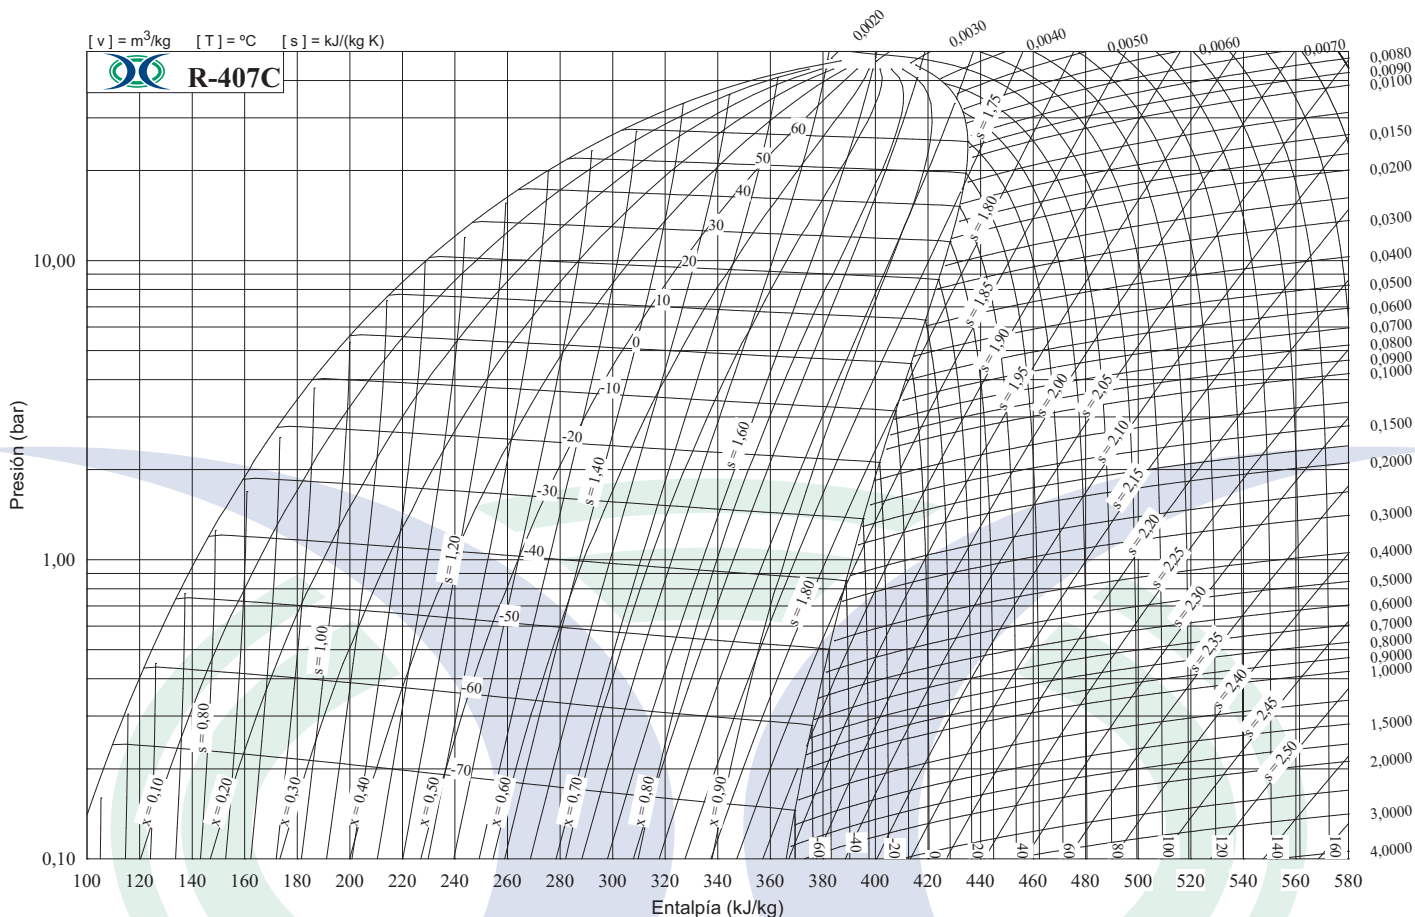 [ v ] = m3/kg [ T ] = ºC [ s ] = kJ/(kg K)
R-407C
0,0020
0,0030
0,0040
0,0050
0,0060
0,0070
0,0080
0,0090
0,0100
0,0150
0,0200
0,0300
0,0400
0,0500
0,0600
0,0700
0,0800
0,0900
0,1000
0,1500
0,2000
0,3000
0,4000
0,5000
0,6000
0,7000
0,8000
0,9000
1,0000
1,5000
2,0000
3,0000
4,0000
60
50
40
30
20
10
0
-10
-20
-30
-40
-50
-60
-70
s = 1,75
s = 1,80
s = 1,85
s = 1,90
s = 1,95
s = 2,00
s = 2,05
s = 2,10
s = 2,15
s = 2,20
s = 2,25
s = 2,30
s = 2,35
s = 2,40
s = 2,45
s = 2,50
s = 0,80
s = 1,00
s = 1,20
s = 1,40
s = 1,60
s = 1,80
x = 0,10
x = 0,20
x = 0,30
x = 0,40
x = 0,50
x = 0,60
x = 0,70
x = 0,80
x = 0,90
-60
-40
-20
0
20
40
60
80
100
120
140
160
Presión (bar)
10,00
1,00
0,10
100 120 140 160 180 200 220 240 260 280 300 320 340 360 380 400 420 440 460 480 500 520 540 560 580
Entalpía (kJ/kg)